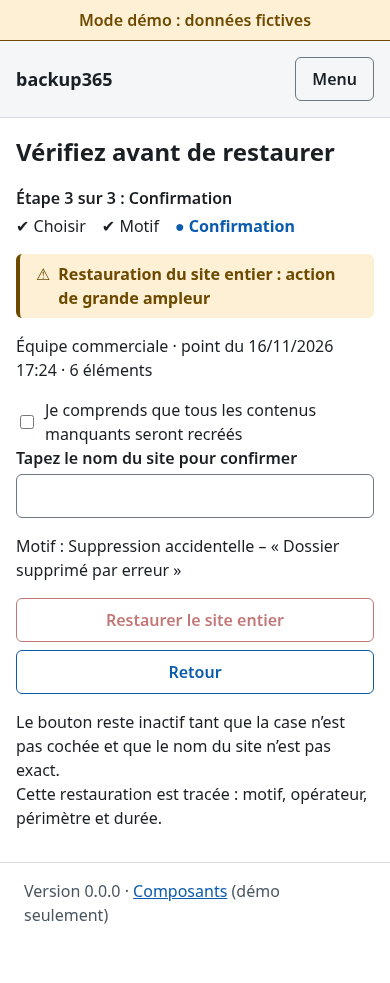 Mode démo : données fictives
backup365
Menu
Vérifiez avant de restaurer
Étape 3 sur 3 : Confirmation
✔ Choisir ✔ Motif ● Confirmation
⚠ Restauration du site entier : action
de grande ampleur
Équipe commerciale · point du 16/11/2026
17:24 · 6 éléments
Je comprends que tous les contenus
manquants seront recréés
Tapez le nom du site pour confirmer
Motif : Suppression accidentelle – « Dossier
supprimé par erreur »
Restaurer le site entier
Retour
Le bouton reste inactif tant que la case n’est
pas cochée et que le nom du site n’est pas
exact.
Cette restauration est tracée : motif, opérateur,
périmètre et durée.
Version 0.0.0 · Composants (démo
seulement)